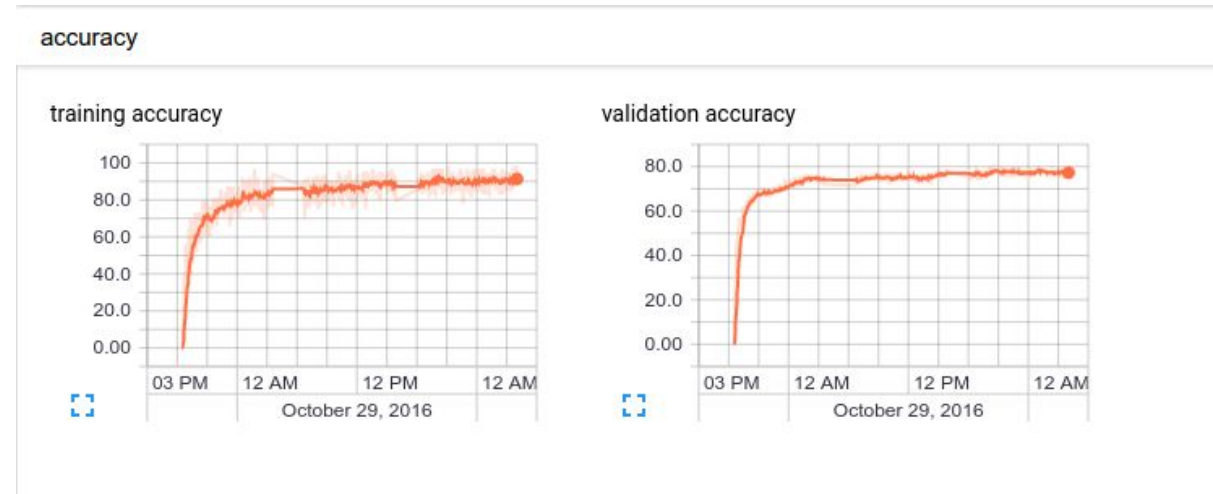 accuracy
training accuracy
100
80.0
60.0
40.0
20.0
0.00
03 PM 12 AM 12 PM 12 AM
October 29, 2016
validation accuracy
80.0
60.0
40.0
20.0
0.00
03 PM 12 AM 12 PM 12 AM
October 29, 2016